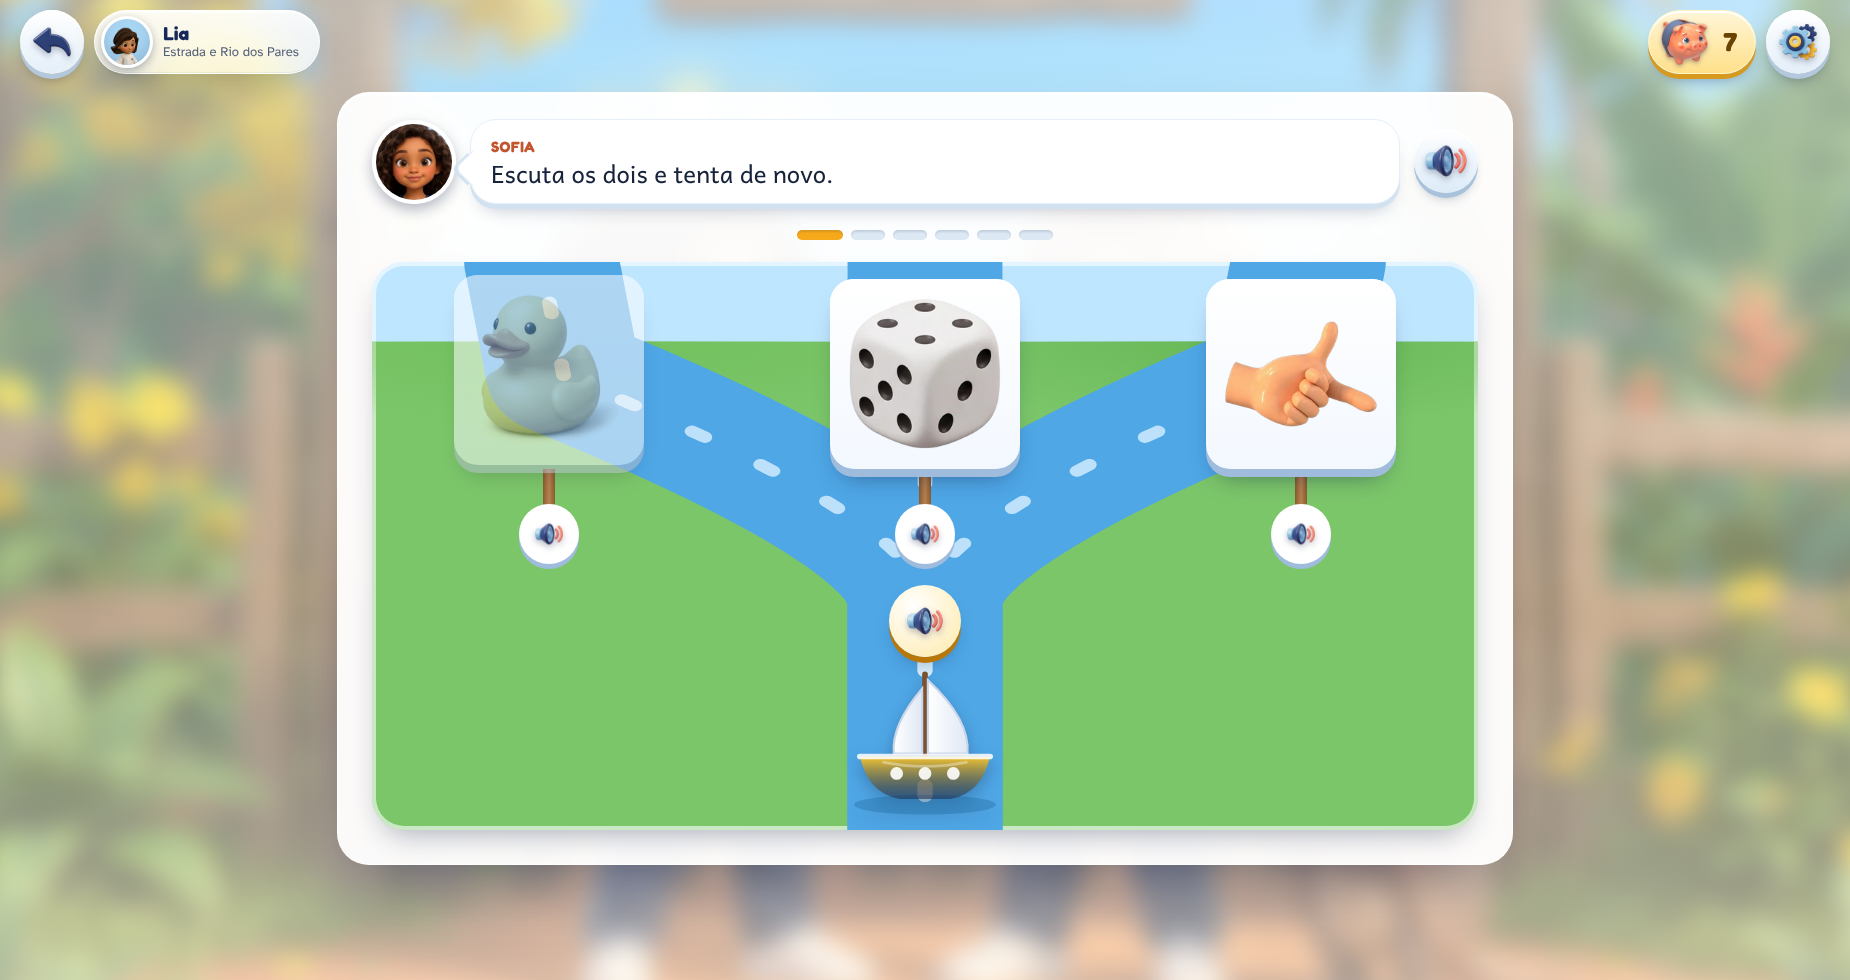 Lia
Estrada e Rio dos Pares
7
SOFIA
Escuta os dois e tenta de novo.